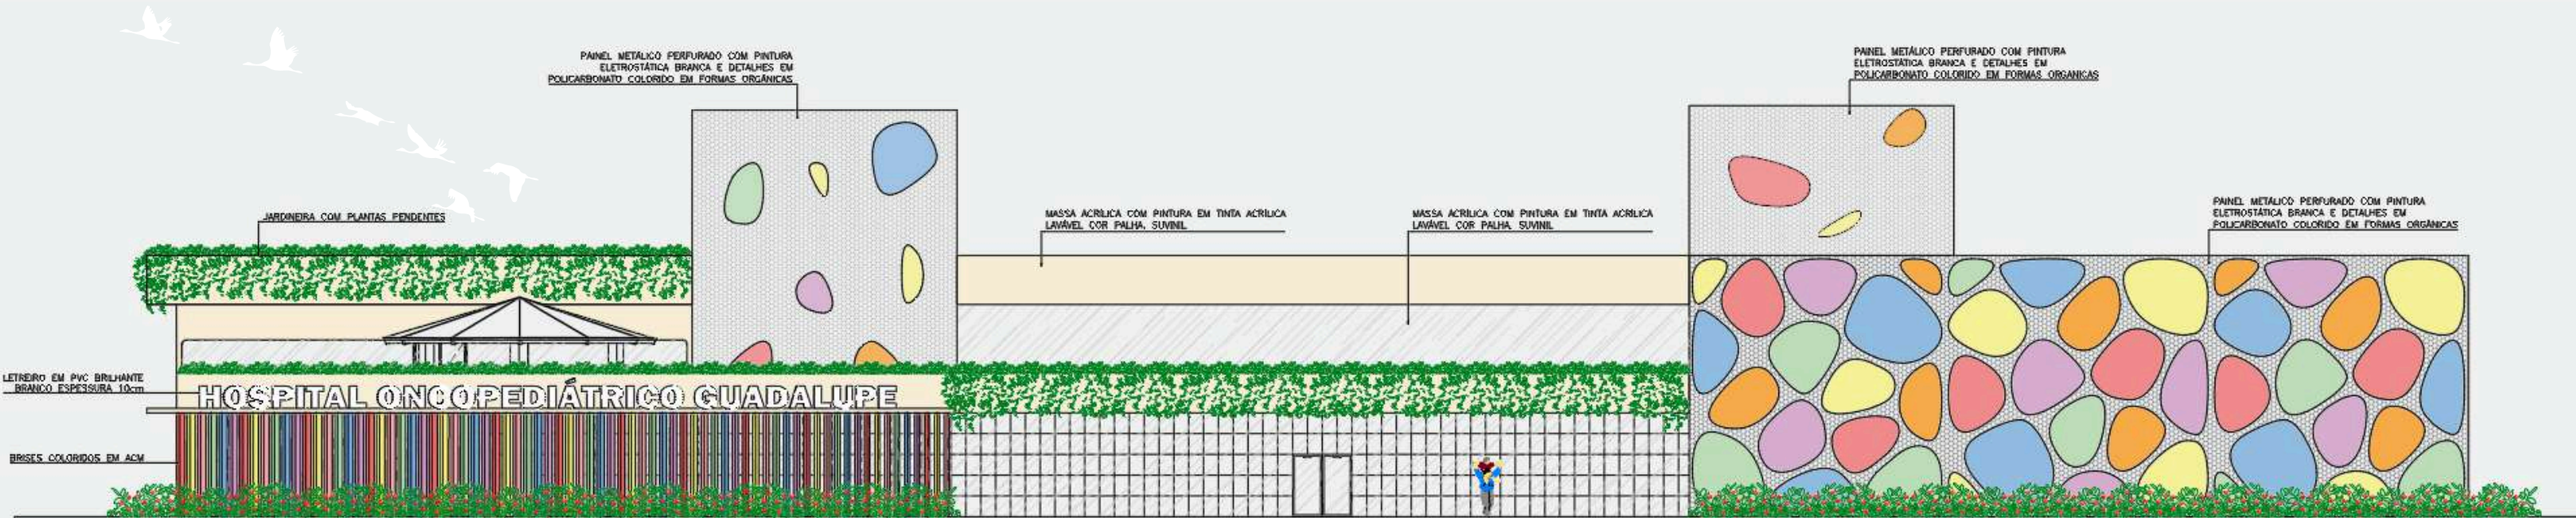 PAINEL METÁLICO PERFURADO COM PINTURA
ELETROSTÁTICA BRANCA E DETALHES EM
POLICARBONATO COLORIDO EM FORMAS ORGÂNICAS
PAINEL METÁLICO PERFURADO COM PINTURA
ELETROSTÁTICA BRANCA E DETALHES EM
POLICARBONATO COLORIDO EM FORMAS ORGANICAS
JARDINEIRA COM PLANTAS PENDENTES
MASSA ACRÍLICA COM PINTURA EM TINTA ACRÍLICA
LAVÁVEL COR PALHA, SUVINIL
MASSA ACRÍLICA COM PINTURA EM TINTA ACRÍLICA
LAVÁVEL COR PALHA, SUVINIL
PAINEL METÁLICO PERFURADO COM PINTURA
ELETROSTÁTICA BRANCA E DETALHES EM
POLICARBONATO COLORIDO EM FORMAS ORGÂNICAS
LETREIRO EM PVC BRILHANTE
BRANCO ESPESSURA 10cm
HOSPITAL ONCOPEDIÁTRICO GUADALUPE
BRISES COLORIDOS EM ACM